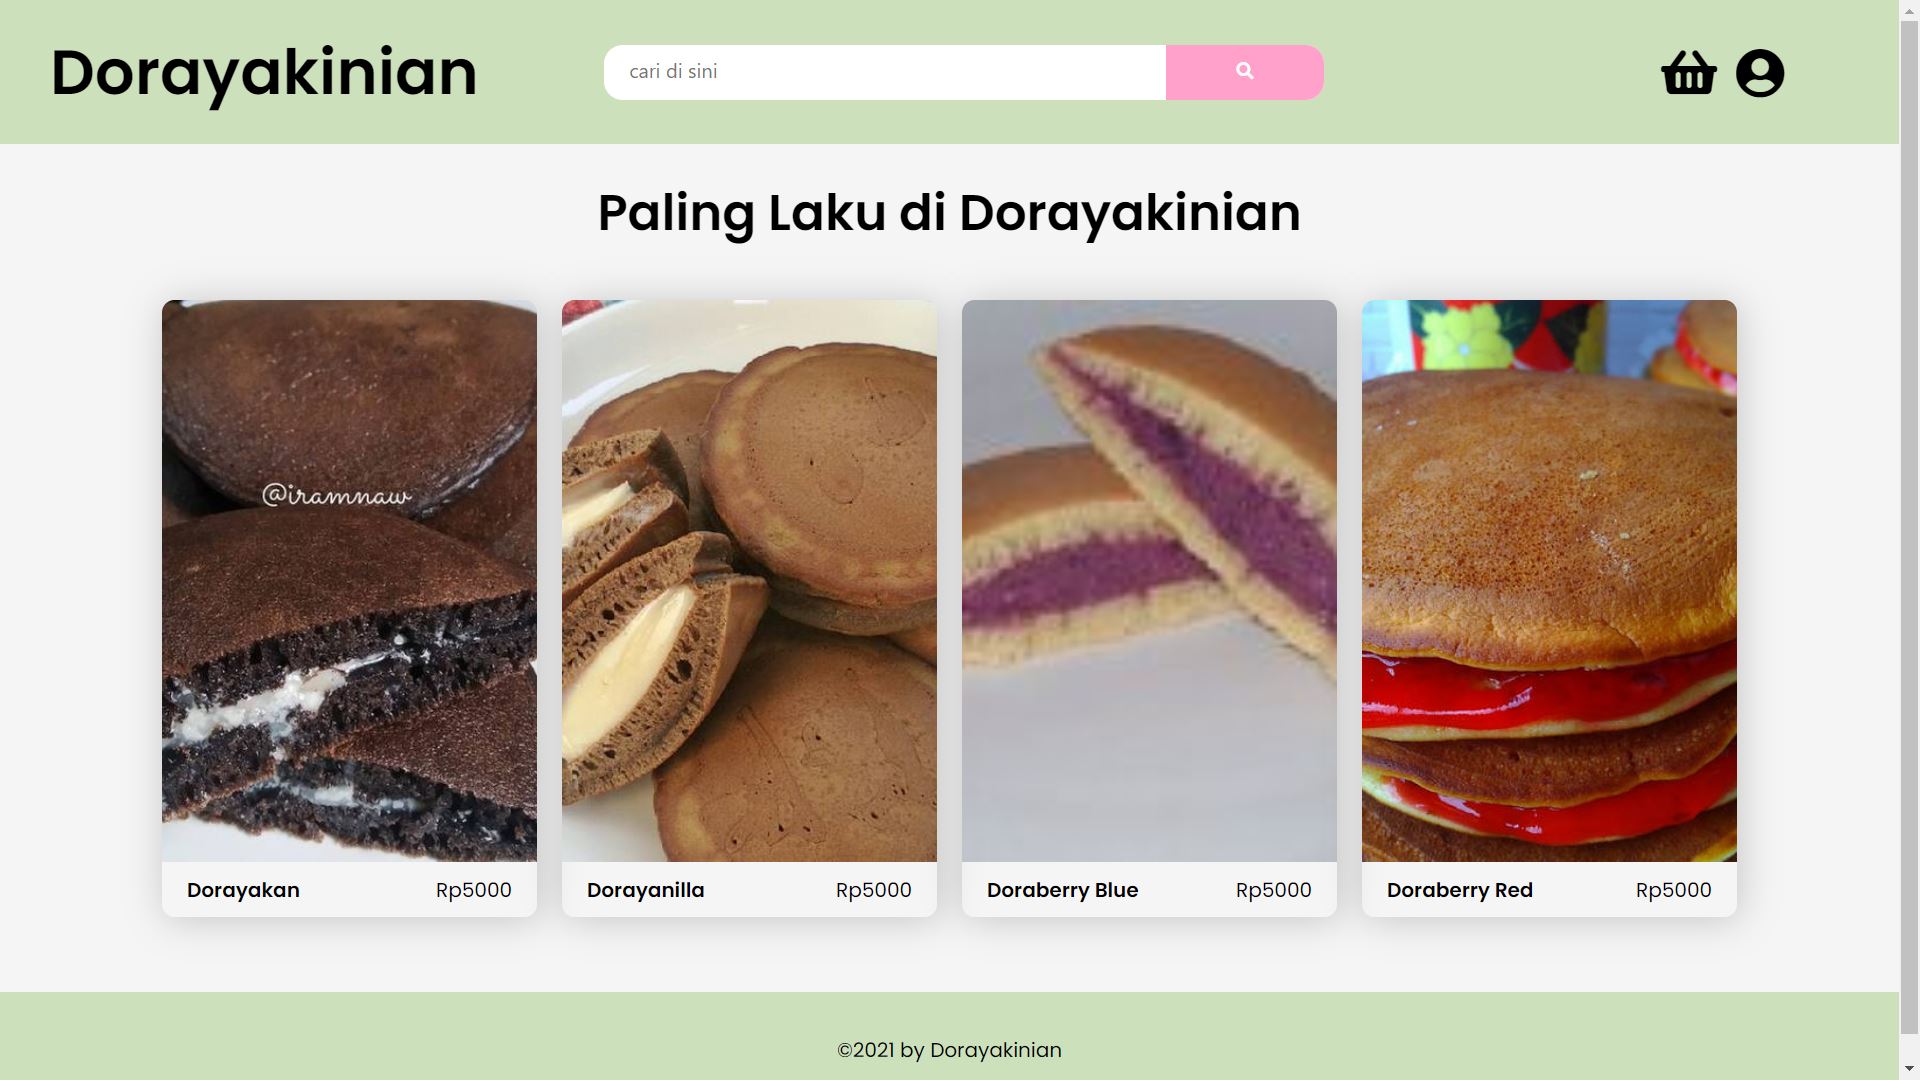 Dorayakinian
cari di sini
Paling Laku di Dorayakinian
@iramnaw
Dorayakan Rp5000
Dorayanilla Rp5000
Doraberry Blue Rp5000
Doraberry Red Rp5000
©2021 by Dorayakinian